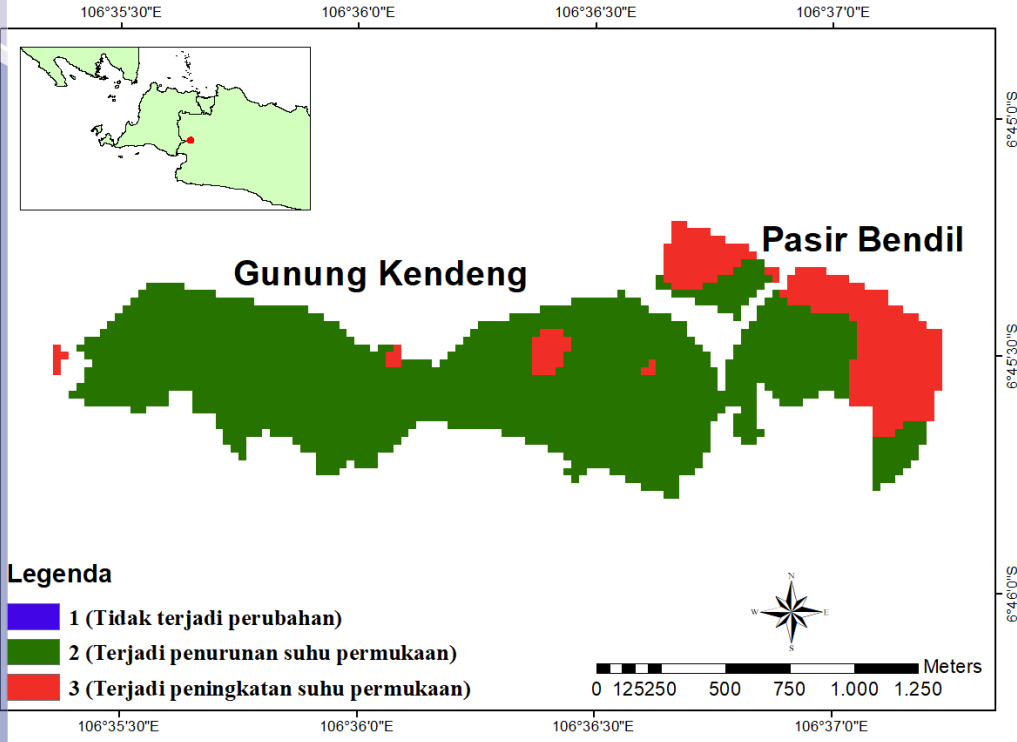 106°35'30"E 106°36'0"E 106°36'30"E 106°37'0"E
6°45'0"S
Pasir Bendil
Gunung Kendeng
6°45'30"S
Legenda
1 (Tidak terjadi perubahan)
2 (Terjadi penurunan suhu permukaan)
3 (Terjadi peningkatan suhu permukaan)
N
W E
S
6°46'0"S
Meters
0 125250 500 750 1.000 1.250
106°35'30"E 106°36'0"E 106°36'30"E 106°37'0"E